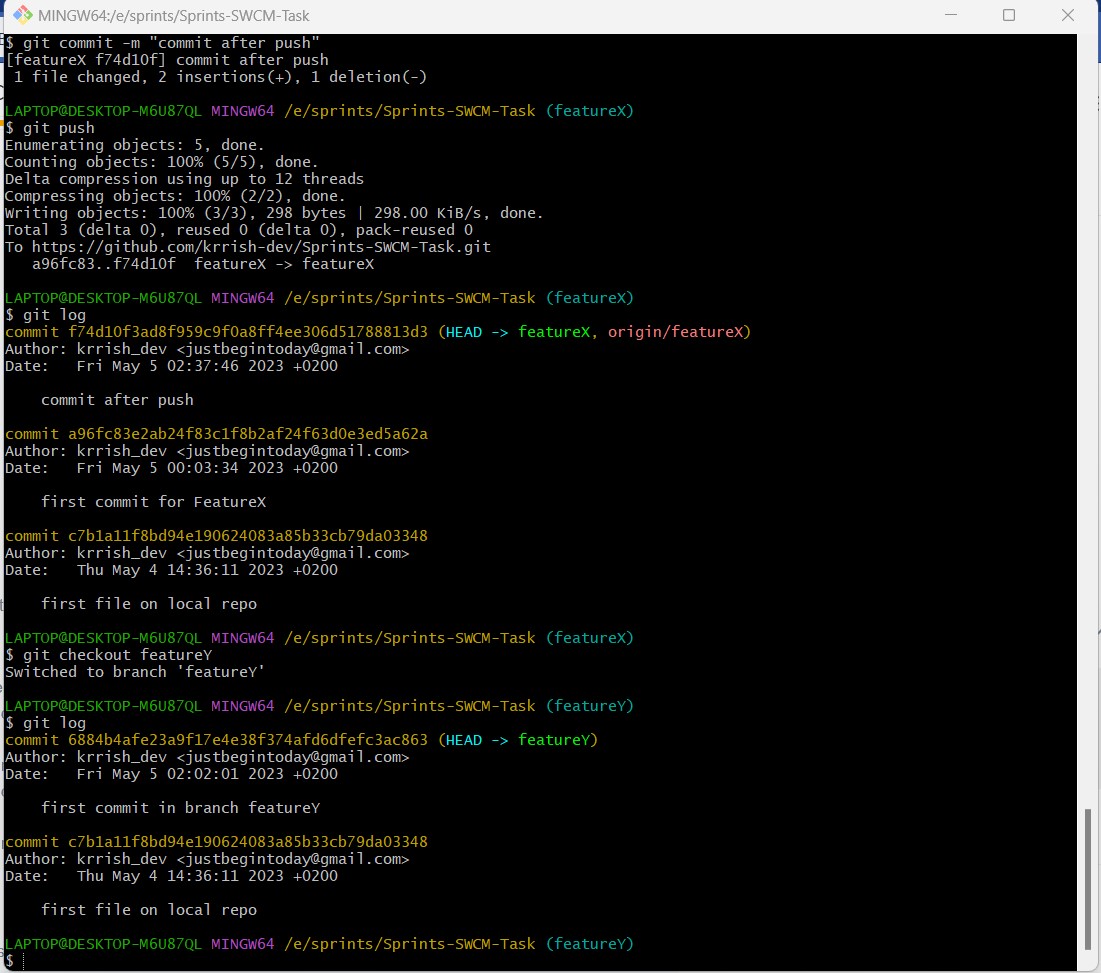 MINGW64:/e/sprints/Sprints-SWCM-Task
$ git commit -m "commit after push"
[featureX f74d10f] commit after push
 1 file changed, 2 insertions(+), 1 deletion(-)
LAPTOP@DESKTOP-M6U87QL MINGW64 /e/sprints/Sprints-SWCM-Task (featureX)
$ git push
Enumerating objects: 5, done.
Counting objects: 100% (5/5), done.
Delta compression using up to 12 threads
Compressing objects: 100% (2/2), done.
Writing objects: 100% (3/3), 298 bytes | 298.00 KiB/s, done.
Total 3 (delta 0), reused 0 (delta 0), pack-reused 0
To https://github.com/krrish-dev/Sprints-SWCM-Task.git
   a96fc83..f74d10f  featureX -> featureX
LAPTOP@DESKTOP-M6U87QL MINGW64 /e/sprints/Sprints-SWCM-Task (featureX)
$ git log
commit f74d10f3ad8f959c9f0a8ff4ee306d51788813d3 (HEAD -> featureX, origin/featureX)
Author: krrish_dev <justbegintoday@gmail.com>
Date:   Fri May 5 02:37:46 2023 +0200
    commit after push
commit a96fc83e2ab24f83c1f8b2af24f63d0e3ed5a62a
Author: krrish_dev <justbegintoday@gmail.com>
Date:   Fri May 5 00:03:34 2023 +0200
    first commit for FeatureX
commit c7b1a11f8bd94e190624083a85b33cb79da03348
Author: krrish_dev <justbegintoday@gmail.com>
Date:   Thu May 4 14:36:11 2023 +0200
    first file on local repo
LAPTOP@DESKTOP-M6U87QL MINGW64 /e/sprints/Sprints-SWCM-Task (featureX)
$ git checkout featureY
Switched to branch 'featureY'
LAPTOP@DESKTOP-M6U87QL MINGW64 /e/sprints/Sprints-SWCM-Task (featureY)
$ git log
commit 6884b4afe23a9f17e4e38f374afd6dfefc3ac863 (HEAD -> featureY)
Author: krrish_dev <justbegintoday@gmail.com>
Date:   Fri May 5 02:02:01 2023 +0200
    first commit in branch featureY
commit c7b1a11f8bd94e190624083a85b33cb79da03348
Author: krrish_dev <justbegintoday@gmail.com>
Date:   Thu May 4 14:36:11 2023 +0200
    first file on local repo
LAPTOP@DESKTOP-M6U87QL MINGW64 /e/sprints/Sprints-SWCM-Task (featureY)
$